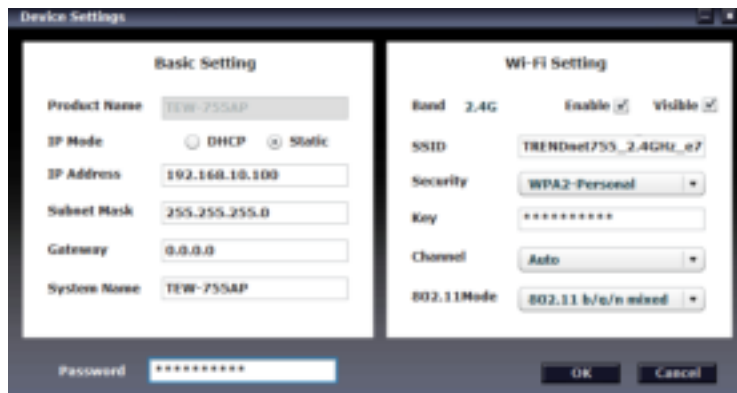 Device Settings
Basic Setting
Product Name TEW-755AP
IP Mode DHCP Static
IP Address 192.168.10.100
Subnet Mask 255.255.255.0
Gateway 0.0.0.0
System Name TEW-755AP
Wi-Fi Setting
Band 2.4G Enable Visible
SSID TRENDnet755_2.4GHz_e7
Security WPA2-Personal
Key **********
Channel Auto
802.11Mode 802.11 b/g/n mixed
Password **********
OK Cancel